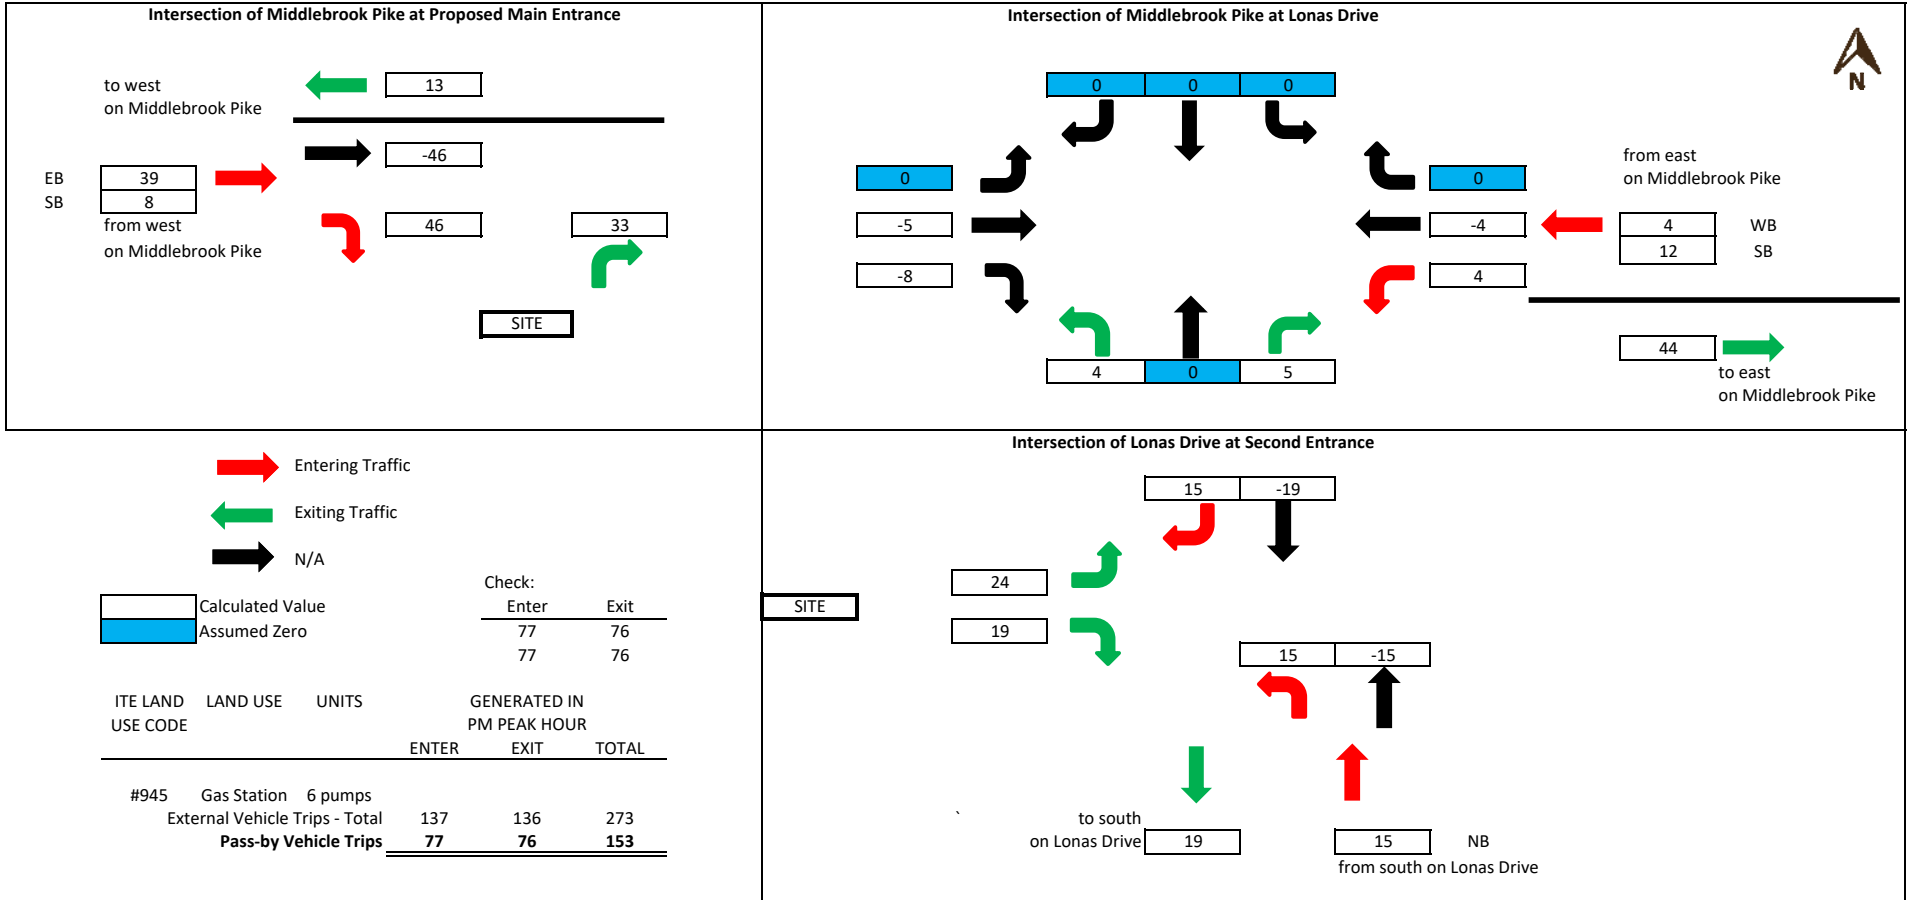 Intersection of Middlebrook Pike at Proposed Main Entrance
to west
on Middlebrook Pike
13
-46
EB 39
SB 8
from west
on Middlebrook Pike
46
33
SITE
Intersection of Middlebrook Pike at Lonas Drive
N
0 0 0
0
-5
-8
0
-4
4
from east
on Middlebrook Pike
4 WB
12 SB
4 0 5
44
to east
on Middlebrook Pike
Entering Traffic
Exiting Traffic
N/A
Calculated Value
Assumed Zero
Check:
Enter Exit
77 76
77 76
ITE LAND LAND USE UNITS GENERATED IN
USE CODE PM PEAK HOUR
ENTER EXIT TOTAL
#945 Gas Station 6 pumps
External Vehicle Trips - Total 137 136 273
Pass-by Vehicle Trips 77 76 153
Intersection of Lonas Drive at Second Entrance
15 -19
24
SITE
19
15 -15
`
to south
on Lonas Drive 19
15 NB
from south on Lonas Drive